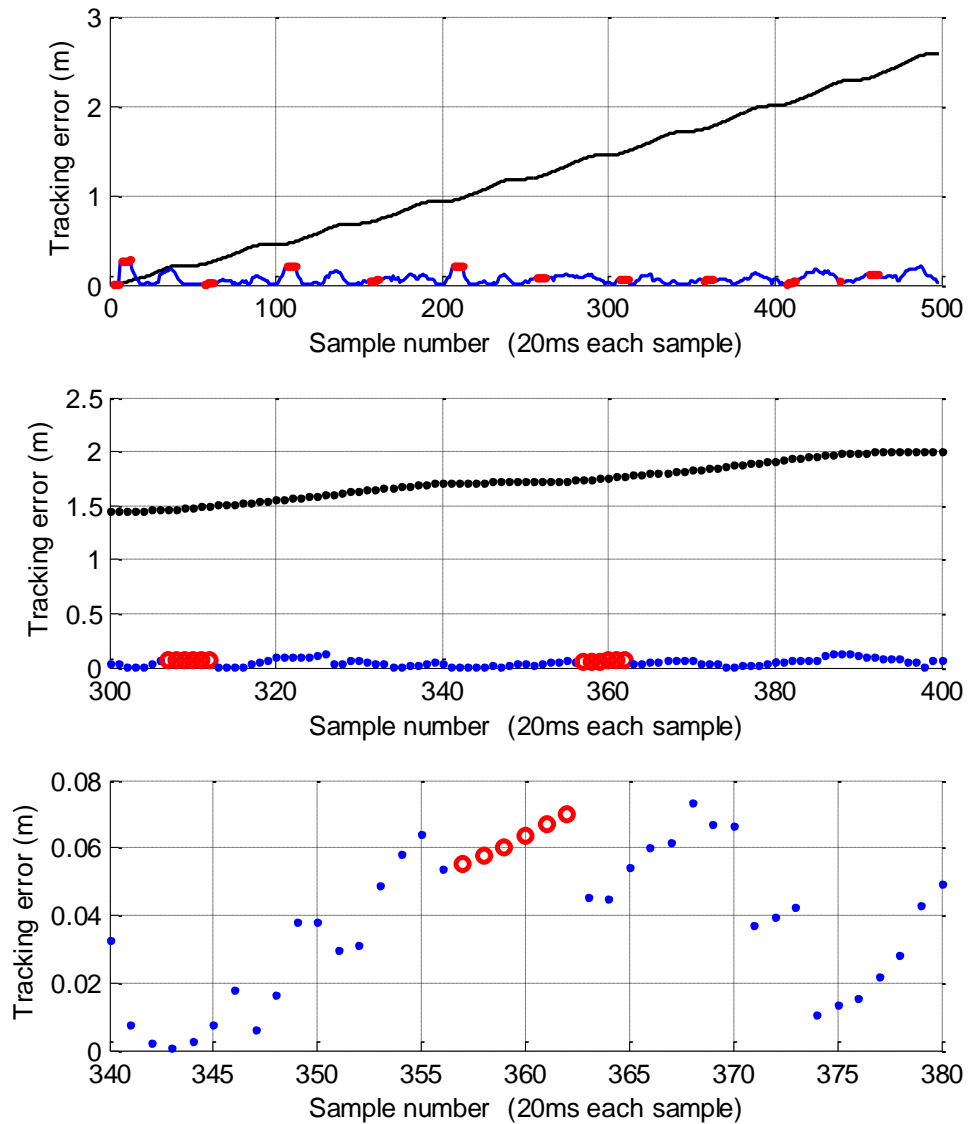 3
2
1
0
Tracking error (m)
0 100 200 300 400 500
Sample number (20ms each sample)
2.5
2
1.5
1
0.5
0
Tracking error (m)
300 320 340 360 380 400
Sample number (20ms each sample)
0.08
0.06
0.04
0.02
0
Tracking error (m)
340 345 350 355 360 365 370 375 380
Sample number (20ms each sample)